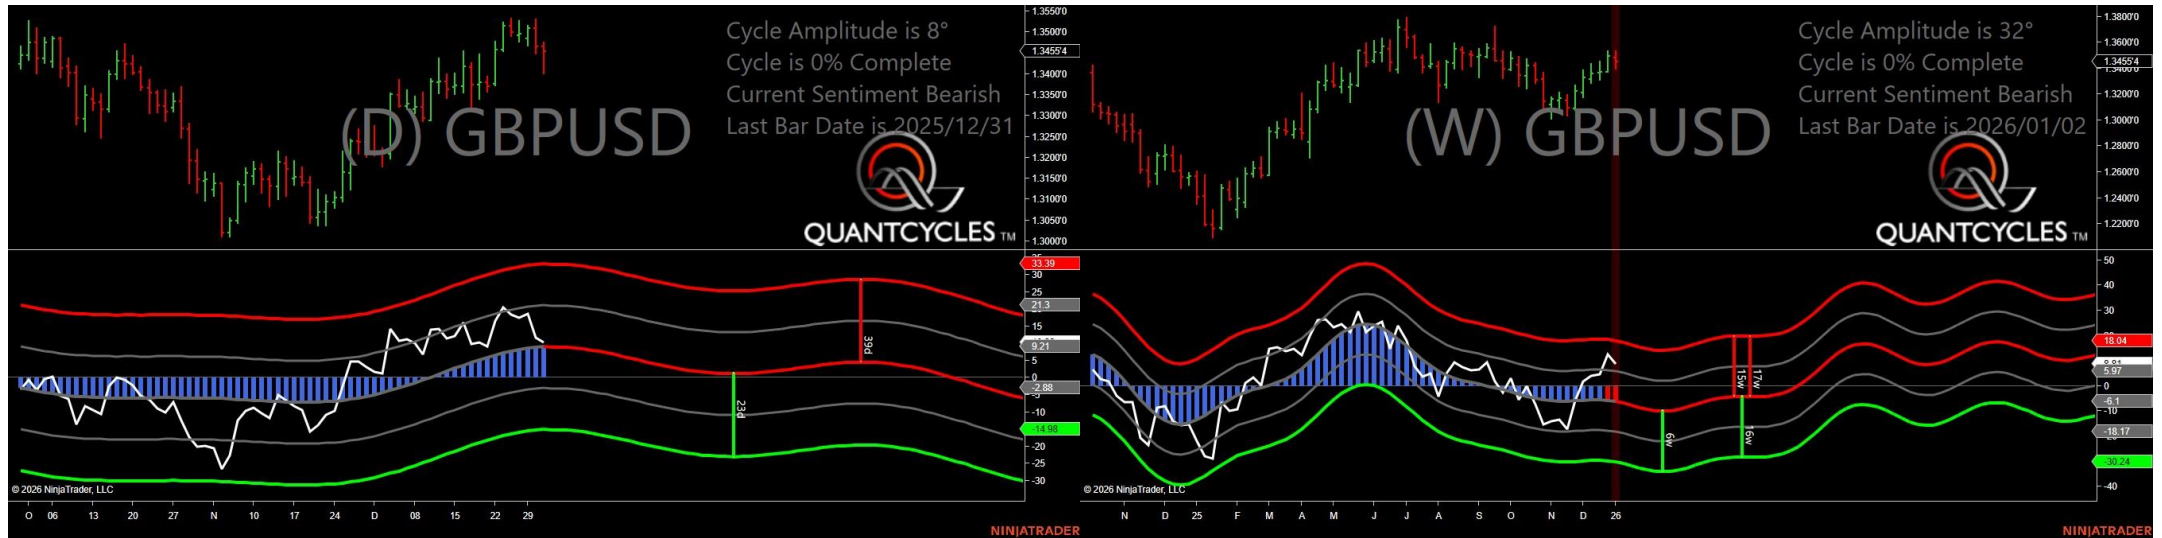 Cycle Amplitude is 8°
Cycle is 0% Complete
Current Sentiment Bearish
Last Bar Date is 2025/12/31
(D) GBPUSD
QUANTCYCLES TM
1.3550'0
1.3500'0
1.3455'4
1.3400'0
1.3350'0
1.3300'0
1.3250'0
1.3200'0
1.3150'0
1.3100'0
1.3050'0
1.3000'0
33.39
30
25
21.3
15
9.21
5
0
-2.88
-10
-14.98
-20
-25
-30
39d
23d
© 2026 NinjaTrader, LLC
O 06 13 20 27 N 10 17 24 D 08 15 22 29
NINJATRADER
Cycle Amplitude is 32°
Cycle is 0% Complete
Current Sentiment Bearish
Last Bar Date is 2026/01/02
(W) GBPUSD
QUANTCYCLES TM
1.3800'0
1.3600'0
1.3455'4
1.3200'0
1.3000'0
1.2800'0
1.2600'0
1.2400'0
1.2200'0
50
40
30
18.04
5.97
0
-6.1
-10
-18.17
-30.24
-40
15w
17w
6w
16w
© 2026 NinjaTrader, LLC
N D 25 F M A M J J A S O N D 26
NINJATRADER